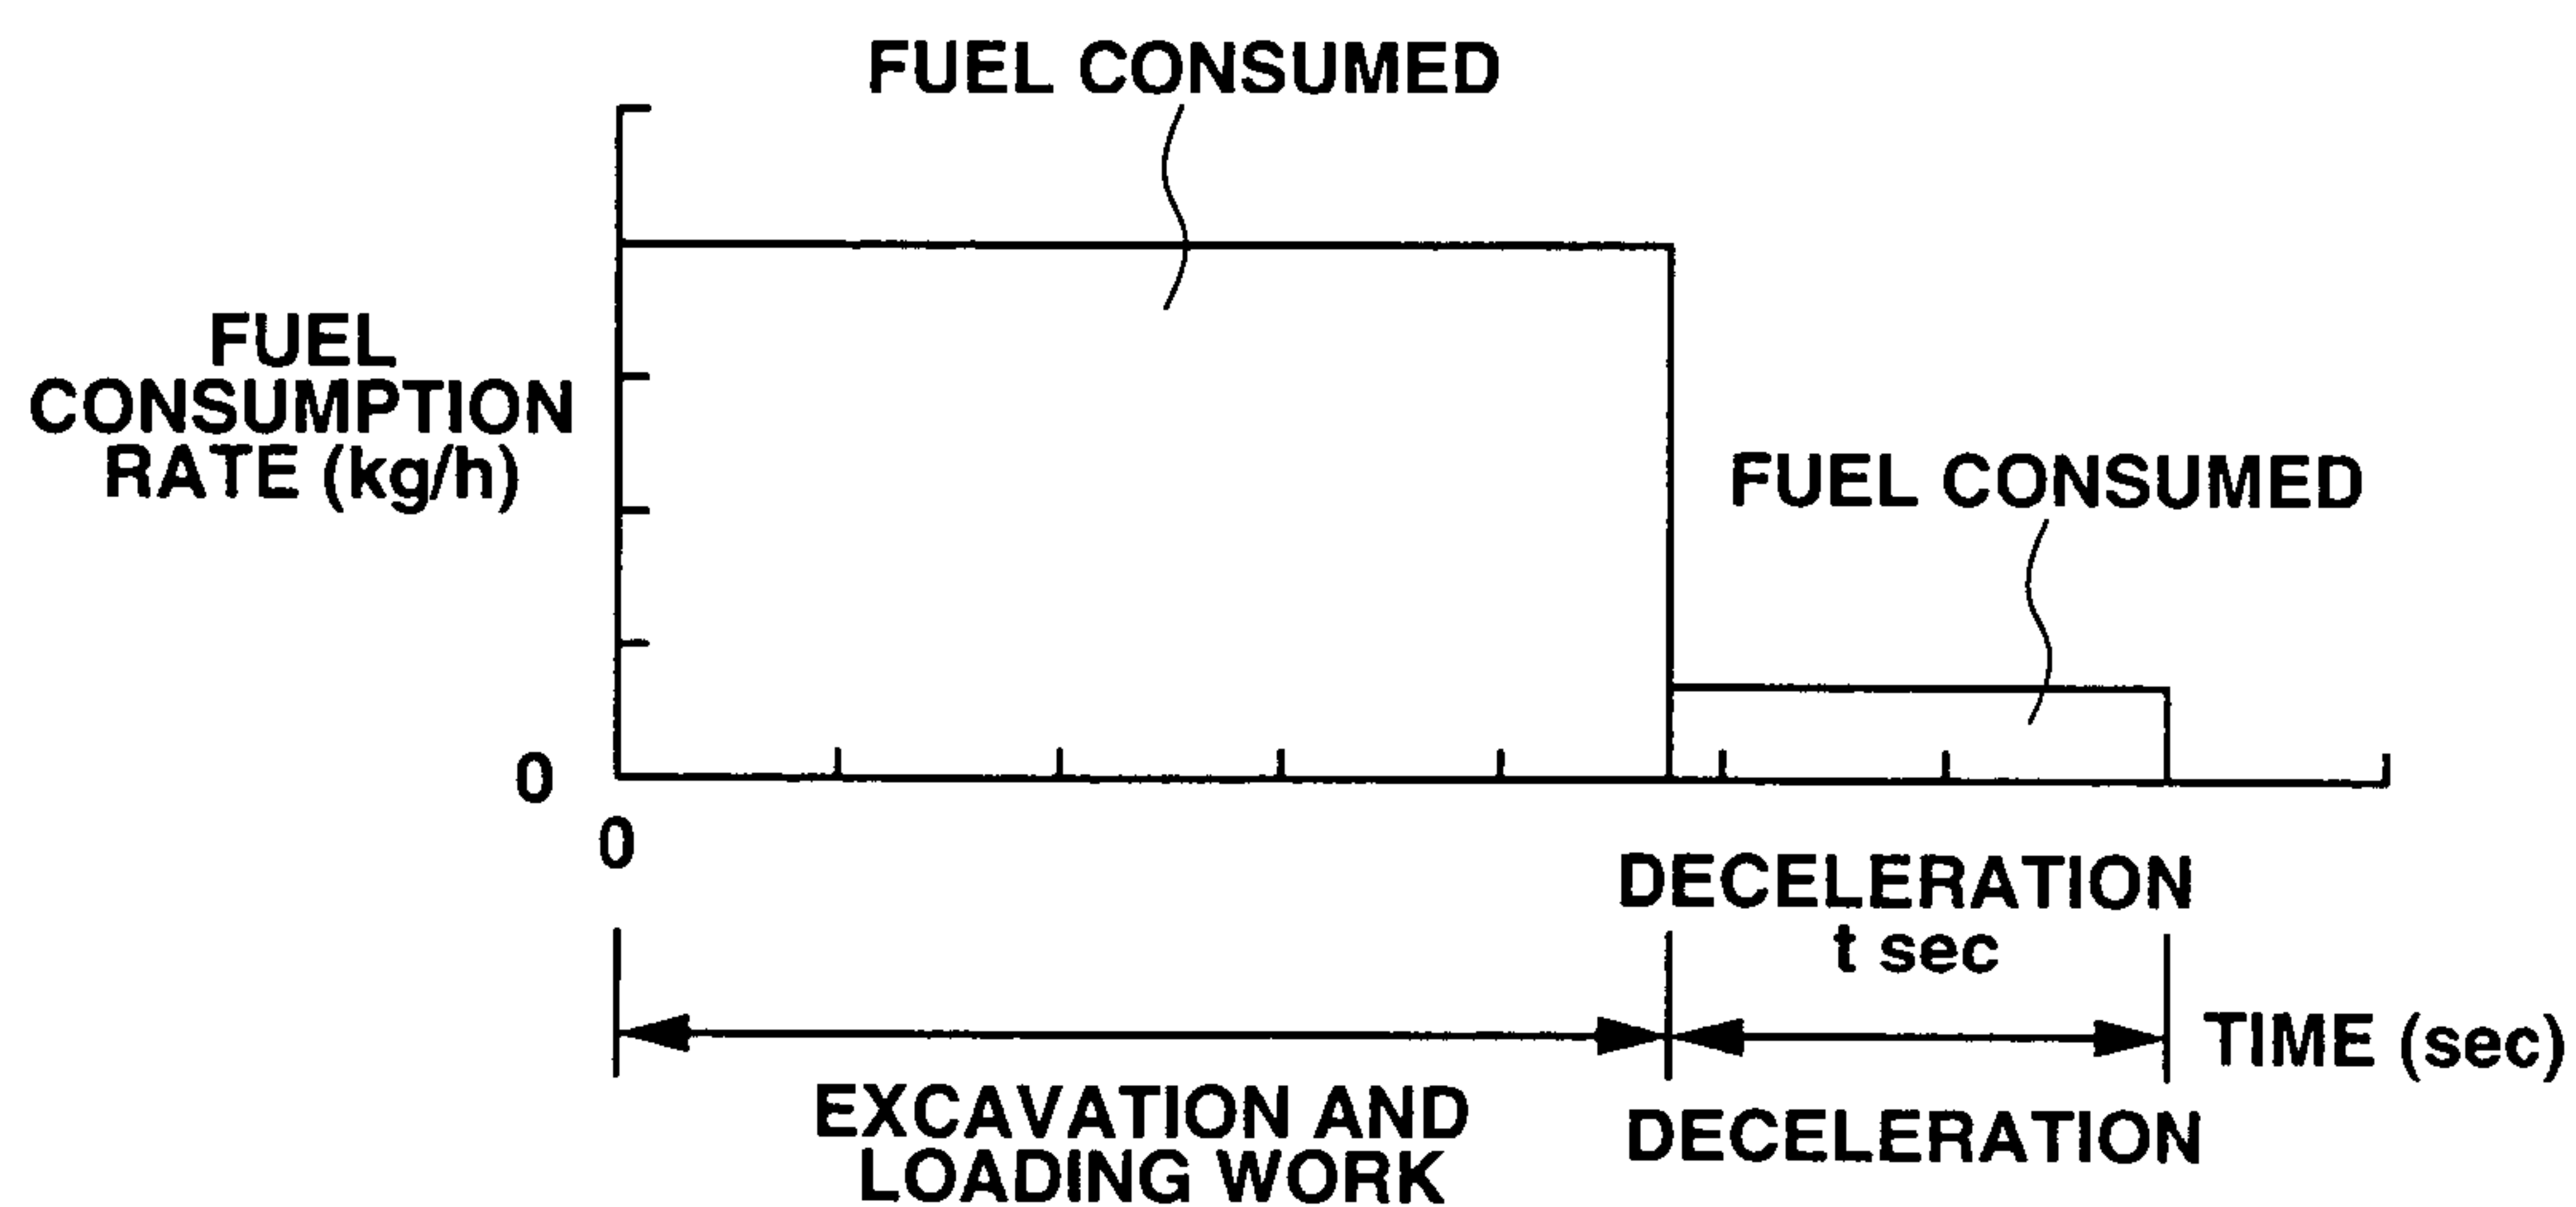 FUEL CONSUMED
FUEL
CONSUMPTION
RATE (kg/h)
FUEL CONSUMED
0
0
DECELERATION
t sec
TIME (sec)
EXCAVATION AND
LOADING WORK
DECELERATION